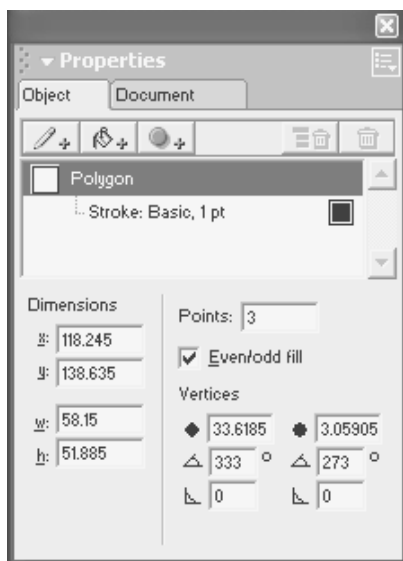 Properties
Object Document
Polygon
Stroke: Basic, 1 pt
Dimensions
x: 118.245
y: 138.635
w: 58.15
h: 51.885
Points: 3
Even/odd fill
Vertices
33.6185 3.05905
333 ° 273 °
0 0